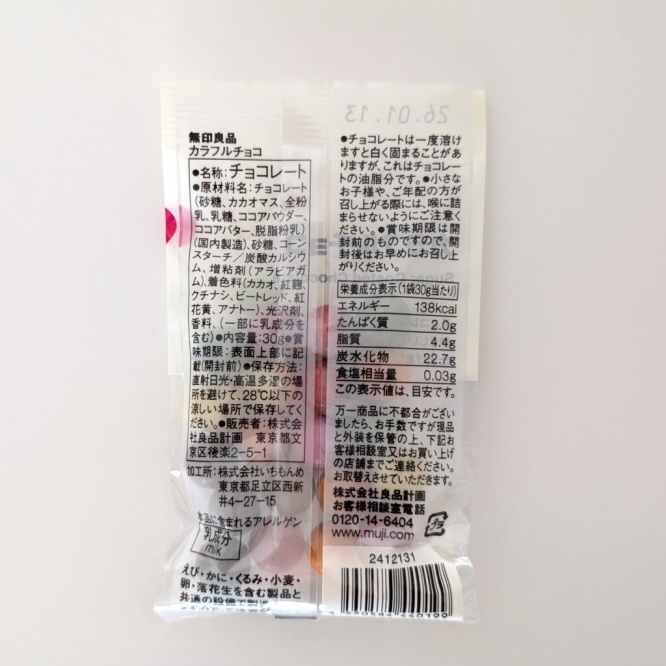 26.01.13
無印良品
カラフルチョコ
●名称:チョコレート
●原材料名:チョコレート
(砂糖、カカオマス、全粉
乳、乳糖、ココアパウダー、
ココアバター、脱脂粉乳)
(国内製造)、砂糖、コーン
スターチ/炭酸カルシウ
ム、増粘剤(アラビアガ
ム)、着色料(カカオ、紅麹、
クチナシ、ビートレッド、紅
花黄、アナトー)、光沢剤、
香料、(一部に乳成分を
含む)●内容量:30g●賞
味期限:表面上部に記
載(開封前)●保存方法:
直射日光・高温多湿の場
所を避けて、28℃以下の
涼しい場所で保存してくだ
さい。●販売者:株式会
社良品計画 東京都文
京区後楽2-5-1
加工所:株式会社いちもんめ
東京都足立区西新
井4-27-15
本品に含まれるアレルゲン
乳成分
milk
えび・かに・くるみ・小麦・
卵・落花生を含む製品と
共通の設備で製造
●チョコレートは一度溶け
ますと白く固まることがあ
りますが、これはチョコレート
の油脂分です。●小さな
お子様や、ご年配の方が
召し上がる際には、喉に詰
まらせないようにご注意く
ださい。●賞味期限は開
封前のものですので、開
封後はお早めにお召し上
がりください。
栄養成分表示(1袋30g当たり)
エネルギー 138kcal
たんぱく質 2.0g
脂質 4.4g
炭水化物 22.7g
食塩相当量 0.03g
この表示値は、目安です。
万一商品に不都合がござい
ましたら、お手数ですが現品
と外装を保管の上、下記お
客様相談室又はお買い上げ
の店舗までご連絡ください。
お取替えさせていただきます。
株式会社良品計画
お客様相談室電話
0120-14-6404
www.muji.com
プラ
2412131